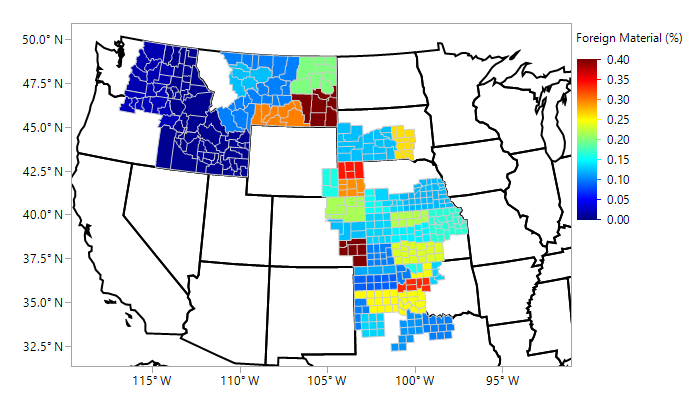 Foreign Material (%)
50.0° N
47.5° N
45.0° N
42.5° N
40.0° N
37.5° N
35.0° N
32.5° N
0.40
0.35
0.30
0.25
0.20
0.15
0.10
0.05
0.00
115° W
110° W
105° W
100° W
95° W